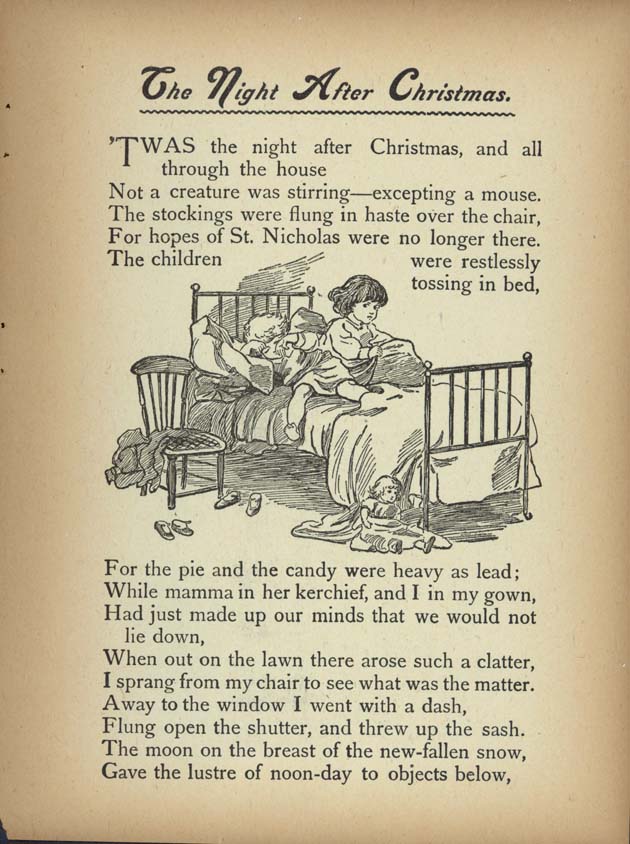 The Night After Christmas.
'TWAS the night after Christmas, and all
through the house
Not a creature was stirring—excepting a mouse.
The stockings were flung in haste over the chair,
For hopes of St. Nicholas were no longer there.
The children were restlessly
tossing in bed,
For the pie and the candy were heavy as lead;
While mamma in her kerchief, and I in my gown,
Had just made up our minds that we would not
lie down,
When out on the lawn there arose such a clatter,
I sprang from my chair to see what was the matter.
Away to the window I went with a dash,
Flung open the shutter, and threw up the sash.
The moon on the breast of the new-fallen snow,
Gave the lustre of noon-day to objects below,